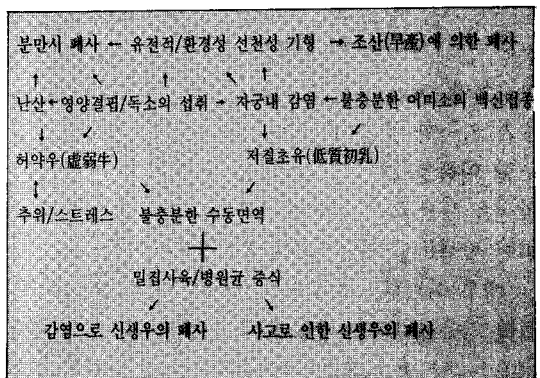 분만시 폐사 ← 유전적/환경성 선천성 기형 → 조산(早産)에 의한 폐사
↑ ↖ ↑ ↖ ↑
난산←영양결핍/독소의 섭취 → 자궁내 감염 ←불충분한 어미소의 백신접종
↓ ↙ ↓ ↙
허약우(虛弱牛) 저질초유(低質初乳)
↕ ↘ ↙
추위/스트레스 불충분한 수동면역
+
밀집사육/병원균 증식
↙ ↘
감염으로 신생우의 폐사 사고로 인한 신생우의 폐사